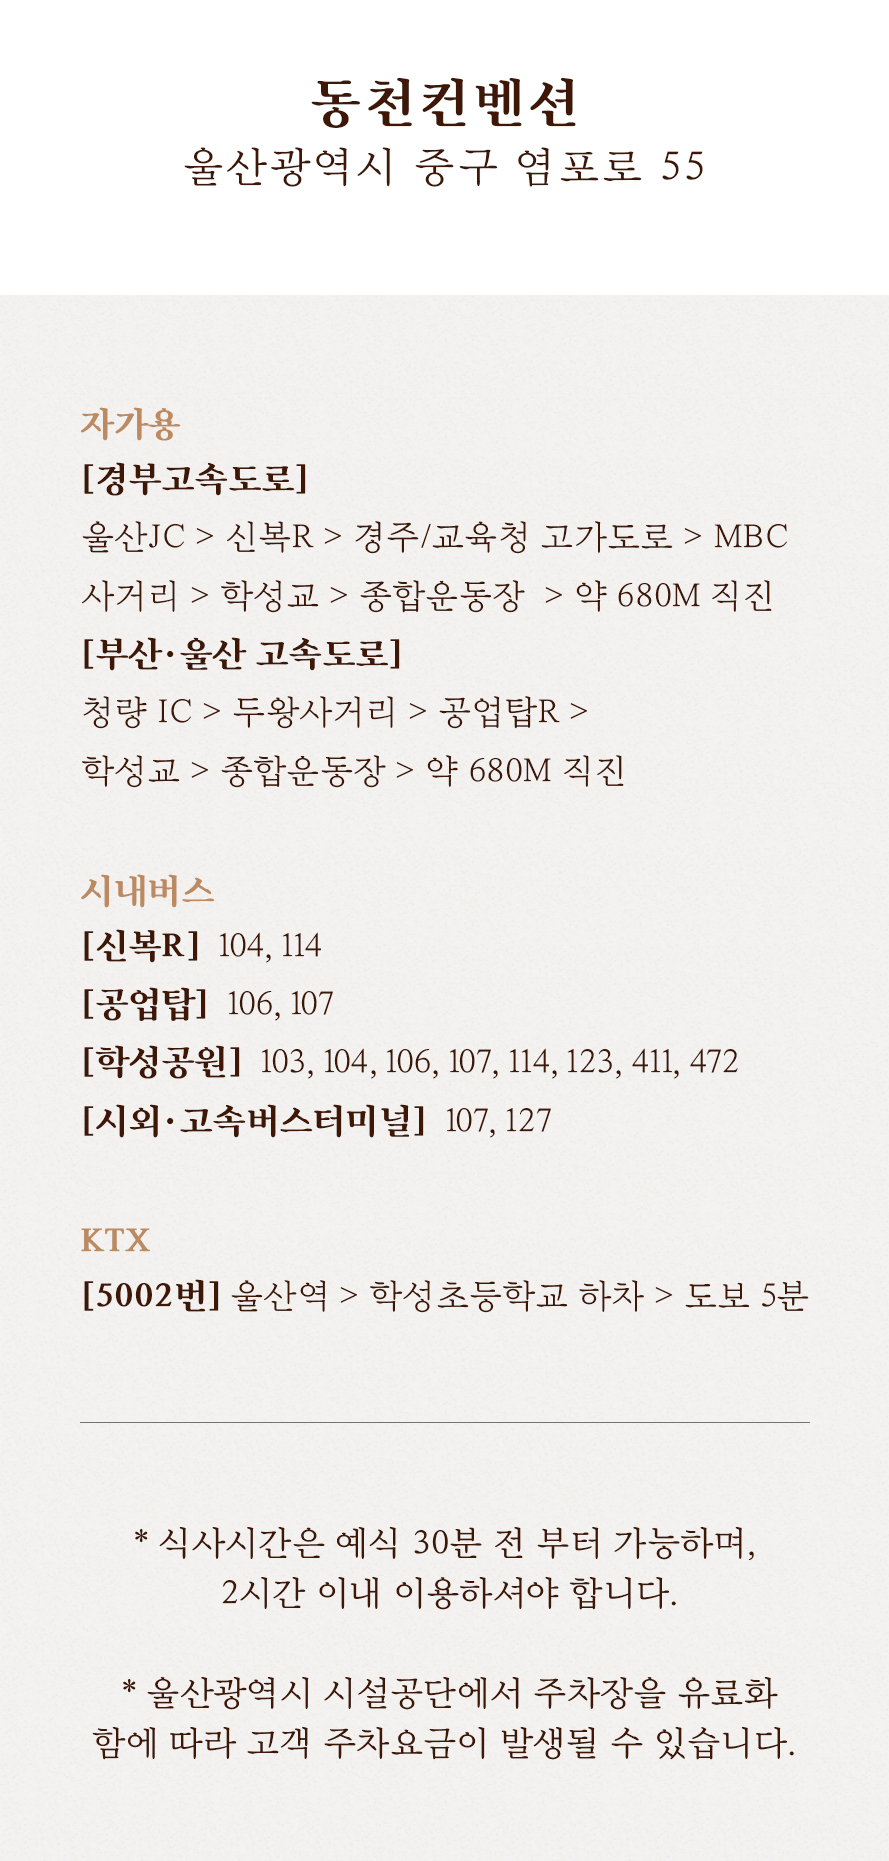 동천컨벤션
울산광역시 중구 염포로 55
자가용
[경부고속도로]
울산JC > 신복R > 경주/교육청 고가도로 > MBC
사거리 > 학성교 > 종합운동장 > 약 680M 직진
[부산·울산 고속도로]
청량 IC > 두왕사거리 > 공업탑R >
학성교 > 종합운동장 > 약 680M 직진
시내버스
[신복R] 104, 114
[공업탑] 106, 107
[학성공원] 103, 104, 106, 107, 114, 123, 411, 472
[시외·고속버스터미널] 107, 127
KTX
[5002번] 울산역 > 학성초등학교 하차 > 도보 5분
* 식사시간은 예식 30분 전 부터 가능하며,
2시간 이내 이용하셔야 합니다.
* 울산광역시 시설공단에서 주차장을 유료화
함에 따라 고객 주차요금이 발생될 수 있습니다.